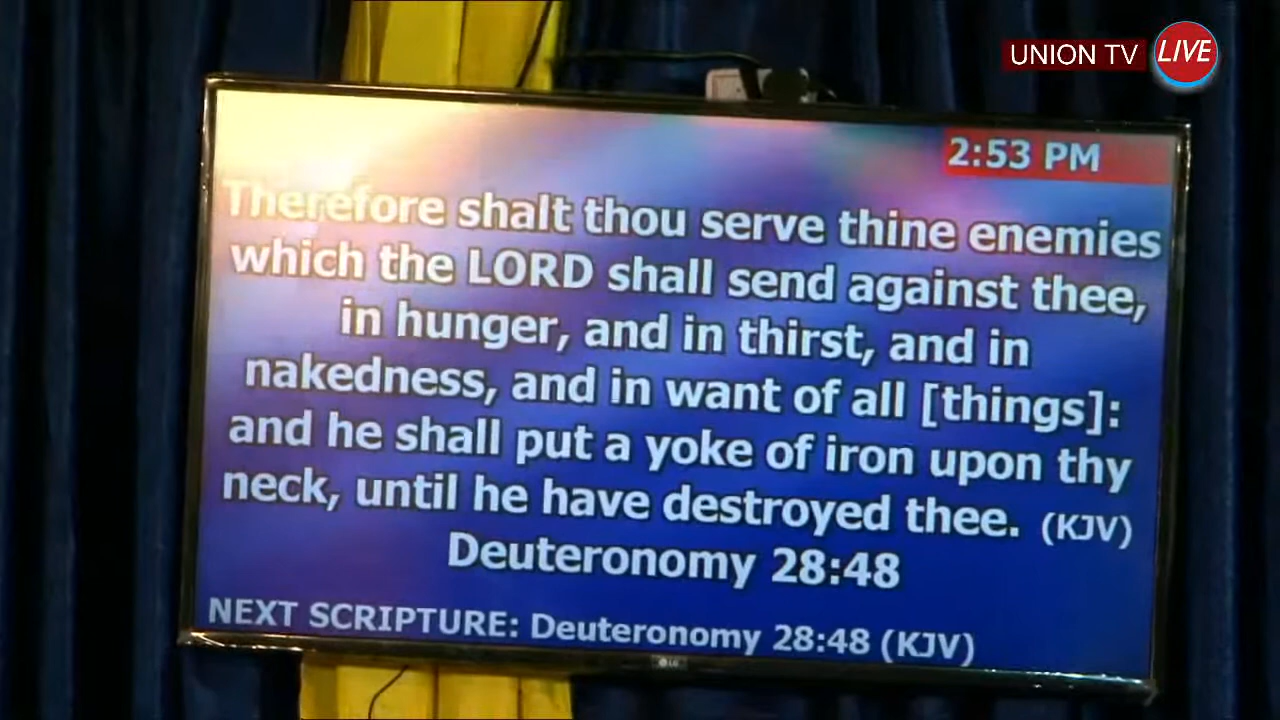 UNION TV LIVE
2:53 PM
Therefore shalt thou serve thine enemies
which the LORD shall send against thee,
in hunger, and in thirst, and in
nakedness, and in want of all [things]:
and he shall put a yoke of iron upon thy
neck, until he have destroyed thee. (KJV)
Deuteronomy 28:48
NEXT SCRIPTURE: Deuteronomy 28:48 (KJV)
LG